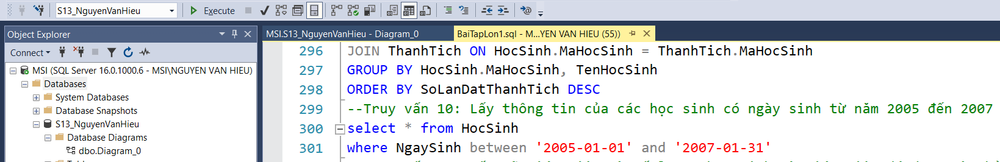 S13_NguyenVanHieu
Execute
Object Explorer
Connect
MSI (SQL Server 16.0.1000.6 - MSI\NGUYEN VAN HIEU)
Databases
System Databases
Database Snapshots
S13_NguyenVanHieu
Database Diagrams
dbo.Diagram_0
MSI.S13_NguyenVanHieu - Diagram_0
BaiTapLon1.sql - M...YEN VAN HIEU (55))
296 JOIN ThanhTich ON HocSinh.MaHocSinh = ThanhTich.MaHocSinh
297 GROUP BY HocSinh.MaHocSinh, TenHocSinh
298 ORDER BY SoLanDatThanhTich DESC
299 --Truy vấn 10: Lấy thông tin của các học sinh có ngày sinh từ năm 2005 đến 2007
300 select * from HocSinh
301 where NgaySinh between '2005-01-01' and '2007-01-31'